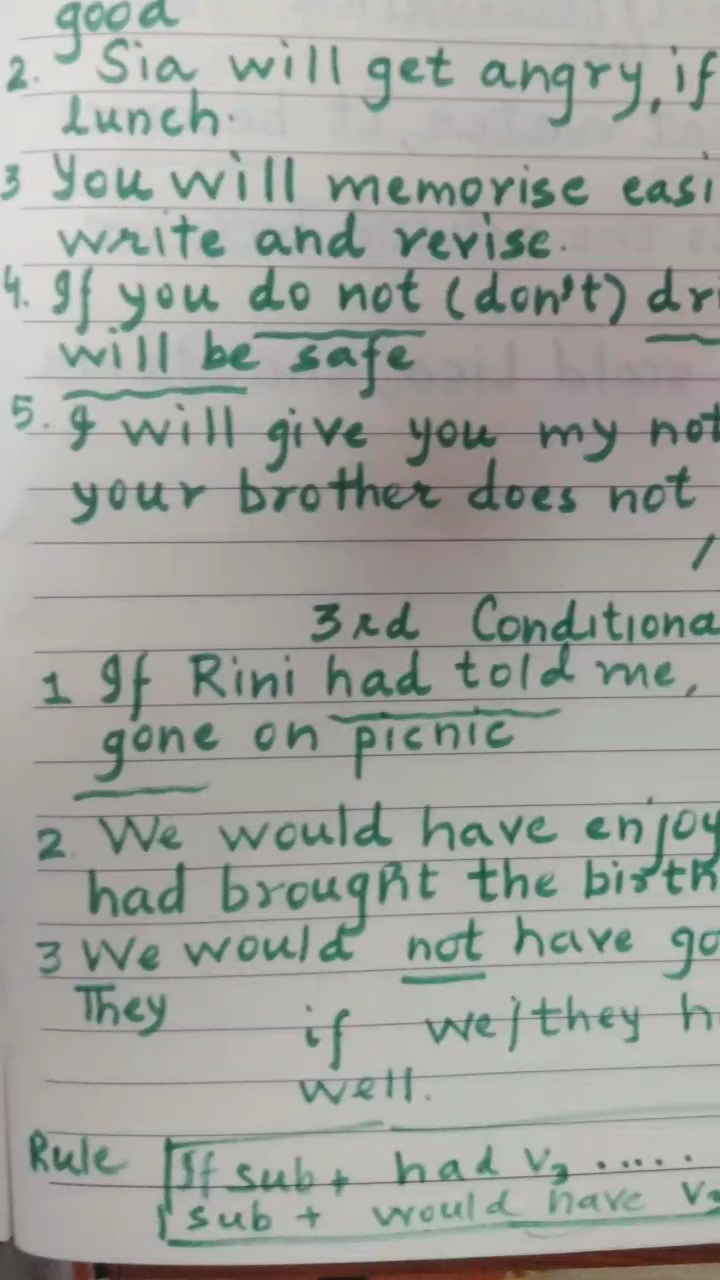 good
2. Sia will get angry, if
lunch.
3 You will memorise easi
write and revise.
4. If you do not (don't) dr
will be safe
5. I will give you my not
your brother does not
3rd Conditiona
1 If Rini had told me,
gone on picnic
2. We would have enjoy
had brought the birth
3 We would not have go
They if we/they h
well.
Rule If sub + had V3 .....
sub + would have V3